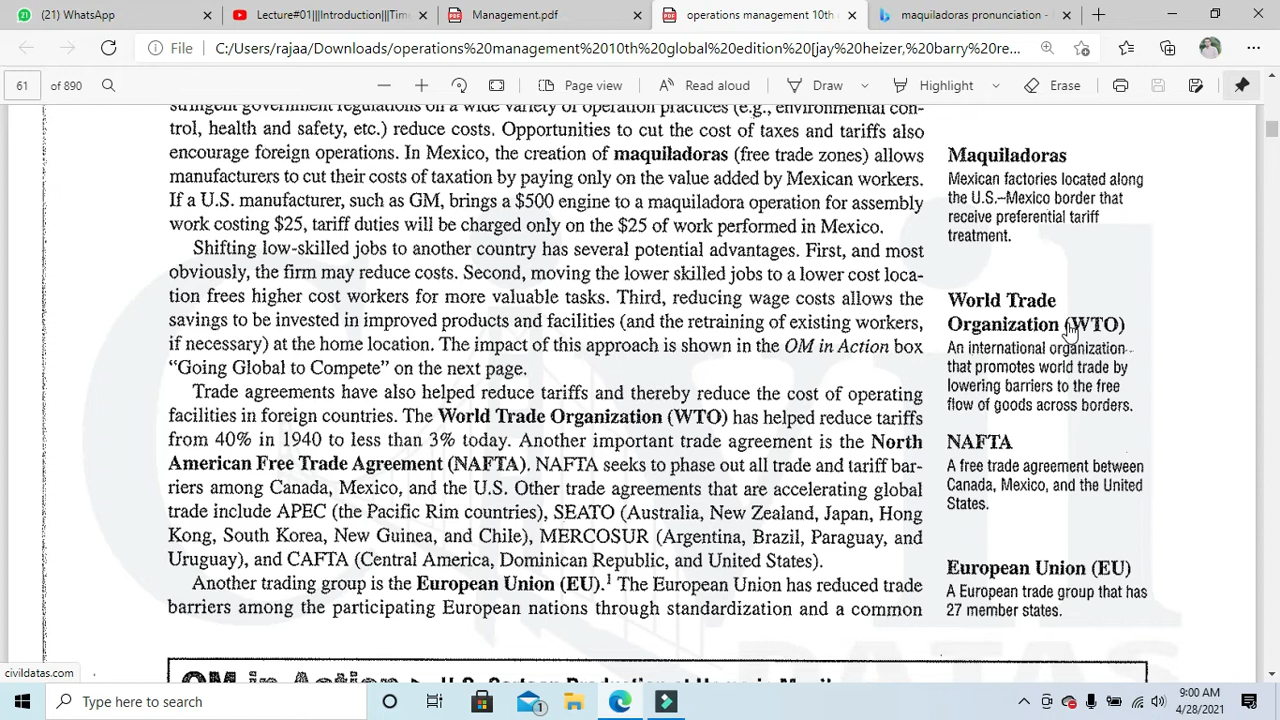 (21) WhatsApp
Lecture#01|||Introduction|||Tim
Management.pdf
operations management 10th
maquiladoras pronunciation -
File
C:/Users/rajaa/Downloads/operations%20management%2010th%20global%20edition%20[jay%20heizer,%20barry%20re...
61 of 890
Page view
Read aloud
Draw
Highlight
Erase
stringent government regulations on a wide variety of operation practices (e.g., environmental con-
trol, health and safety, etc.) reduce costs. Opportunities to cut the cost of taxes and tariffs also
encourage foreign operations. In Mexico, the creation of maquiladoras (free trade zones) allows
manufacturers to cut their costs of taxation by paying only on the value added by Mexican workers.
If a U.S. manufacturer, such as GM, brings a $500 engine to a maquiladora operation for assembly
work costing $25, tariff duties will be charged only on the $25 of work performed in Mexico.
Shifting low-skilled jobs to another country has several potential advantages. First, and most
obviously, the firm may reduce costs. Second, moving the lower skilled jobs to a lower cost loca-
tion frees higher cost workers for more valuable tasks. Third, reducing wage costs allows the
savings to be invested in improved products and facilities (and the retraining of existing workers,
if necessary) at the home location. The impact of this approach is shown in the OM in Action box
"Going Global to Compete" on the next page.
Trade agreements have also helped reduce tariffs and thereby reduce the cost of operating
facilities in foreign countries. The World Trade Organization (WTO) has helped reduce tariffs
from 40% in 1940 to less than 3% today. Another important trade agreement is the North
American Free Trade Agreement (NAFTA). NAFTA seeks to phase out all trade and tariff bar-
riers among Canada, Mexico, and the U.S. Other trade agreements that are accelerating global
trade include APEC (the Pacific Rim countries), SEATO (Australia, New Zealand, Japan, Hong
Kong, South Korea, New Guinea, and Chile), MERCOSUR (Argentina, Brazil, Paraguay, and
Uruguay), and CAFTA (Central America, Dominican Republic, and United States).
Another trading group is the European Union (EU).1 The European Union has reduced trade
barriers among the participating European nations through standardization and a common
Maquiladoras
Mexican factories located along
the U.S.–Mexico border that
receive preferential tariff
treatment.
World Trade
Organization (WTO)
An international organization
that promotes world trade by
lowering barriers to the free
flow of goods across borders.
NAFTA
A free trade agreement between
Canada, Mexico, and the United
States.
European Union (EU)
A European trade group that has
27 member states.
civildatas.com
Type here to search
9:00 AM
4/28/2021